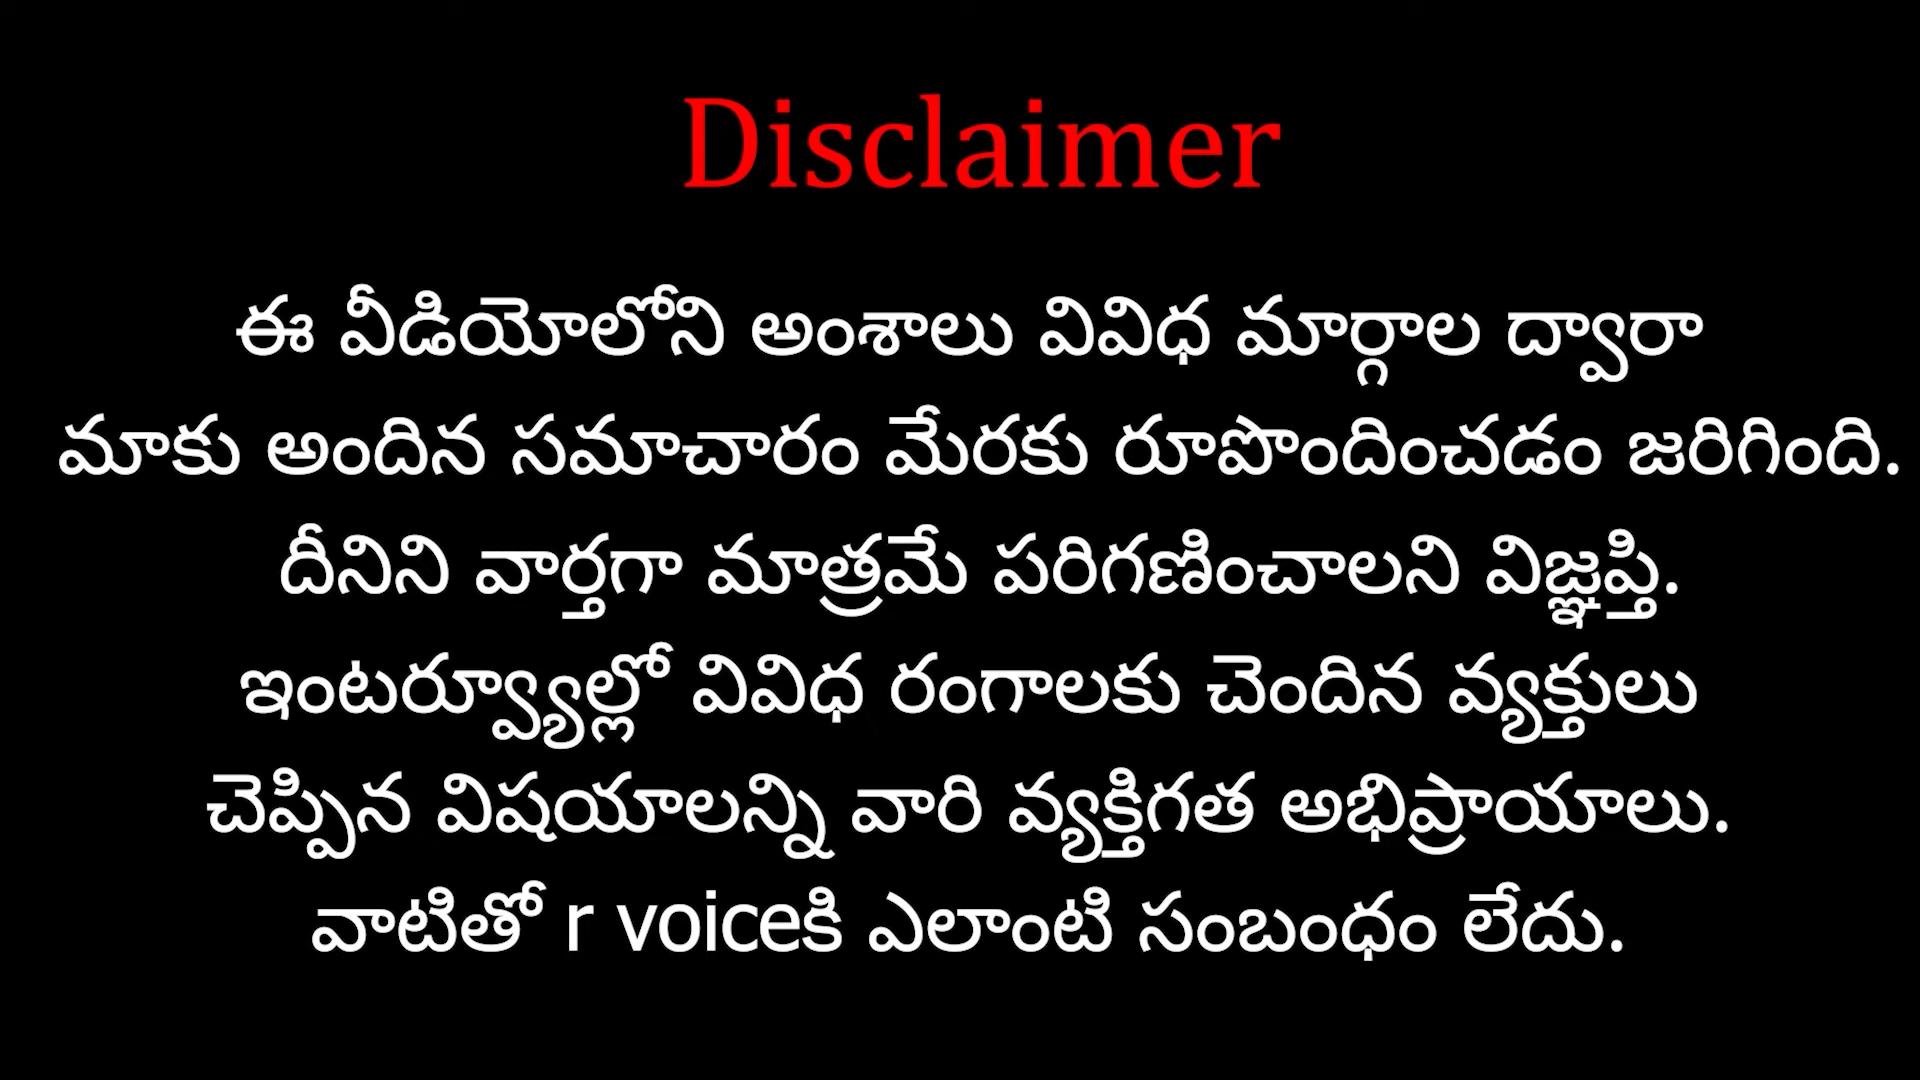 Disclaimer
ఈ వీడియోలోని అంశాలు వివిధ మార్గాల ద్వారా
మాకు అందిన సమాచారం మేరకు రూపొందించడం జరిగింది.
దీనిని వార్తగా మాత్రమే పరిగణించాలని విజ్ఞప్తి.
ఇంటర్వ్యూల్లో వివిధ రంగాలకు చెందిన వ్యక్తులు
చెప్పిన విషయాలన్ని వారి వ్యక్తిగత అభిప్రాయాలు.
వాటితో r voiceకి ఎలాంటి సంబంధం లేదు.